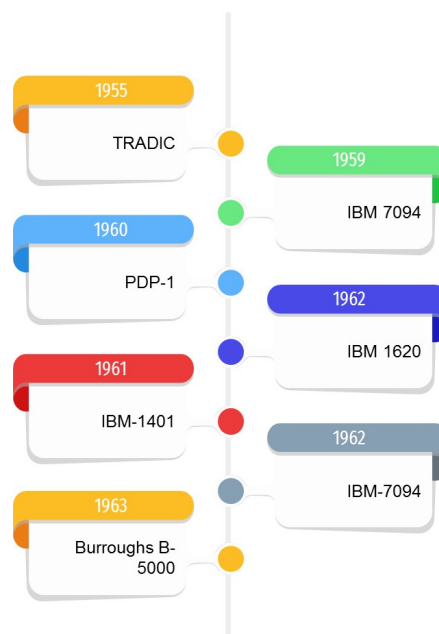 1955
TRADIC
1959
IBM 7094
1960
PDP-1
1962
IBM 1620
1961
IBM-1401
1962
IBM-7094
1963
Burroughs B-
5000